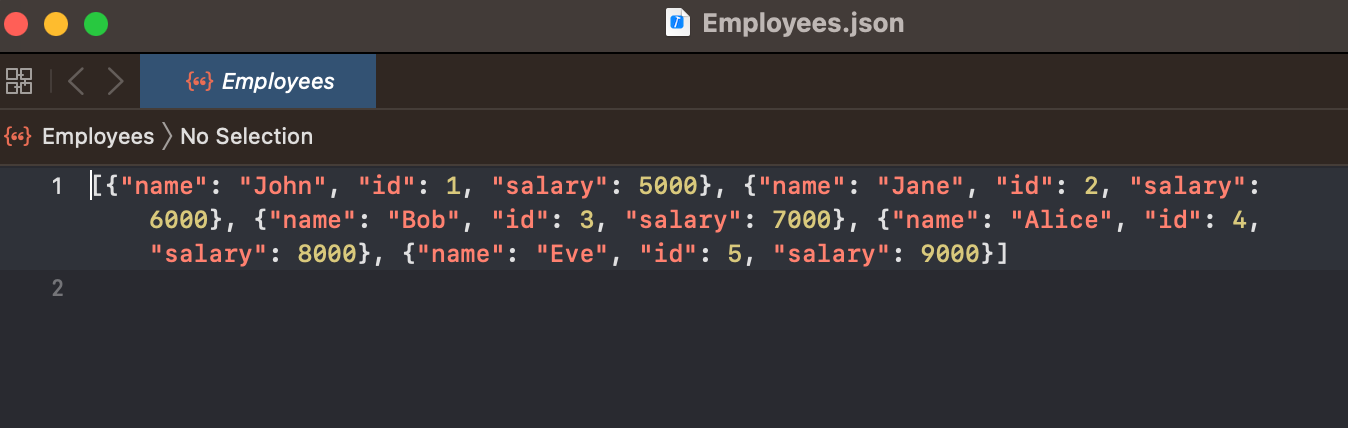 Employees.json
Employees
Employees 〉No Selection
1 [{"name": "John", "id": 1, "salary": 5000}, {"name": "Jane", "id": 2, "salary":
6000}, {"name": "Bob", "id": 3, "salary": 7000}, {"name": "Alice", "id": 4,
"salary": 8000}, {"name": "Eve", "id": 5, "salary": 9000}]
2